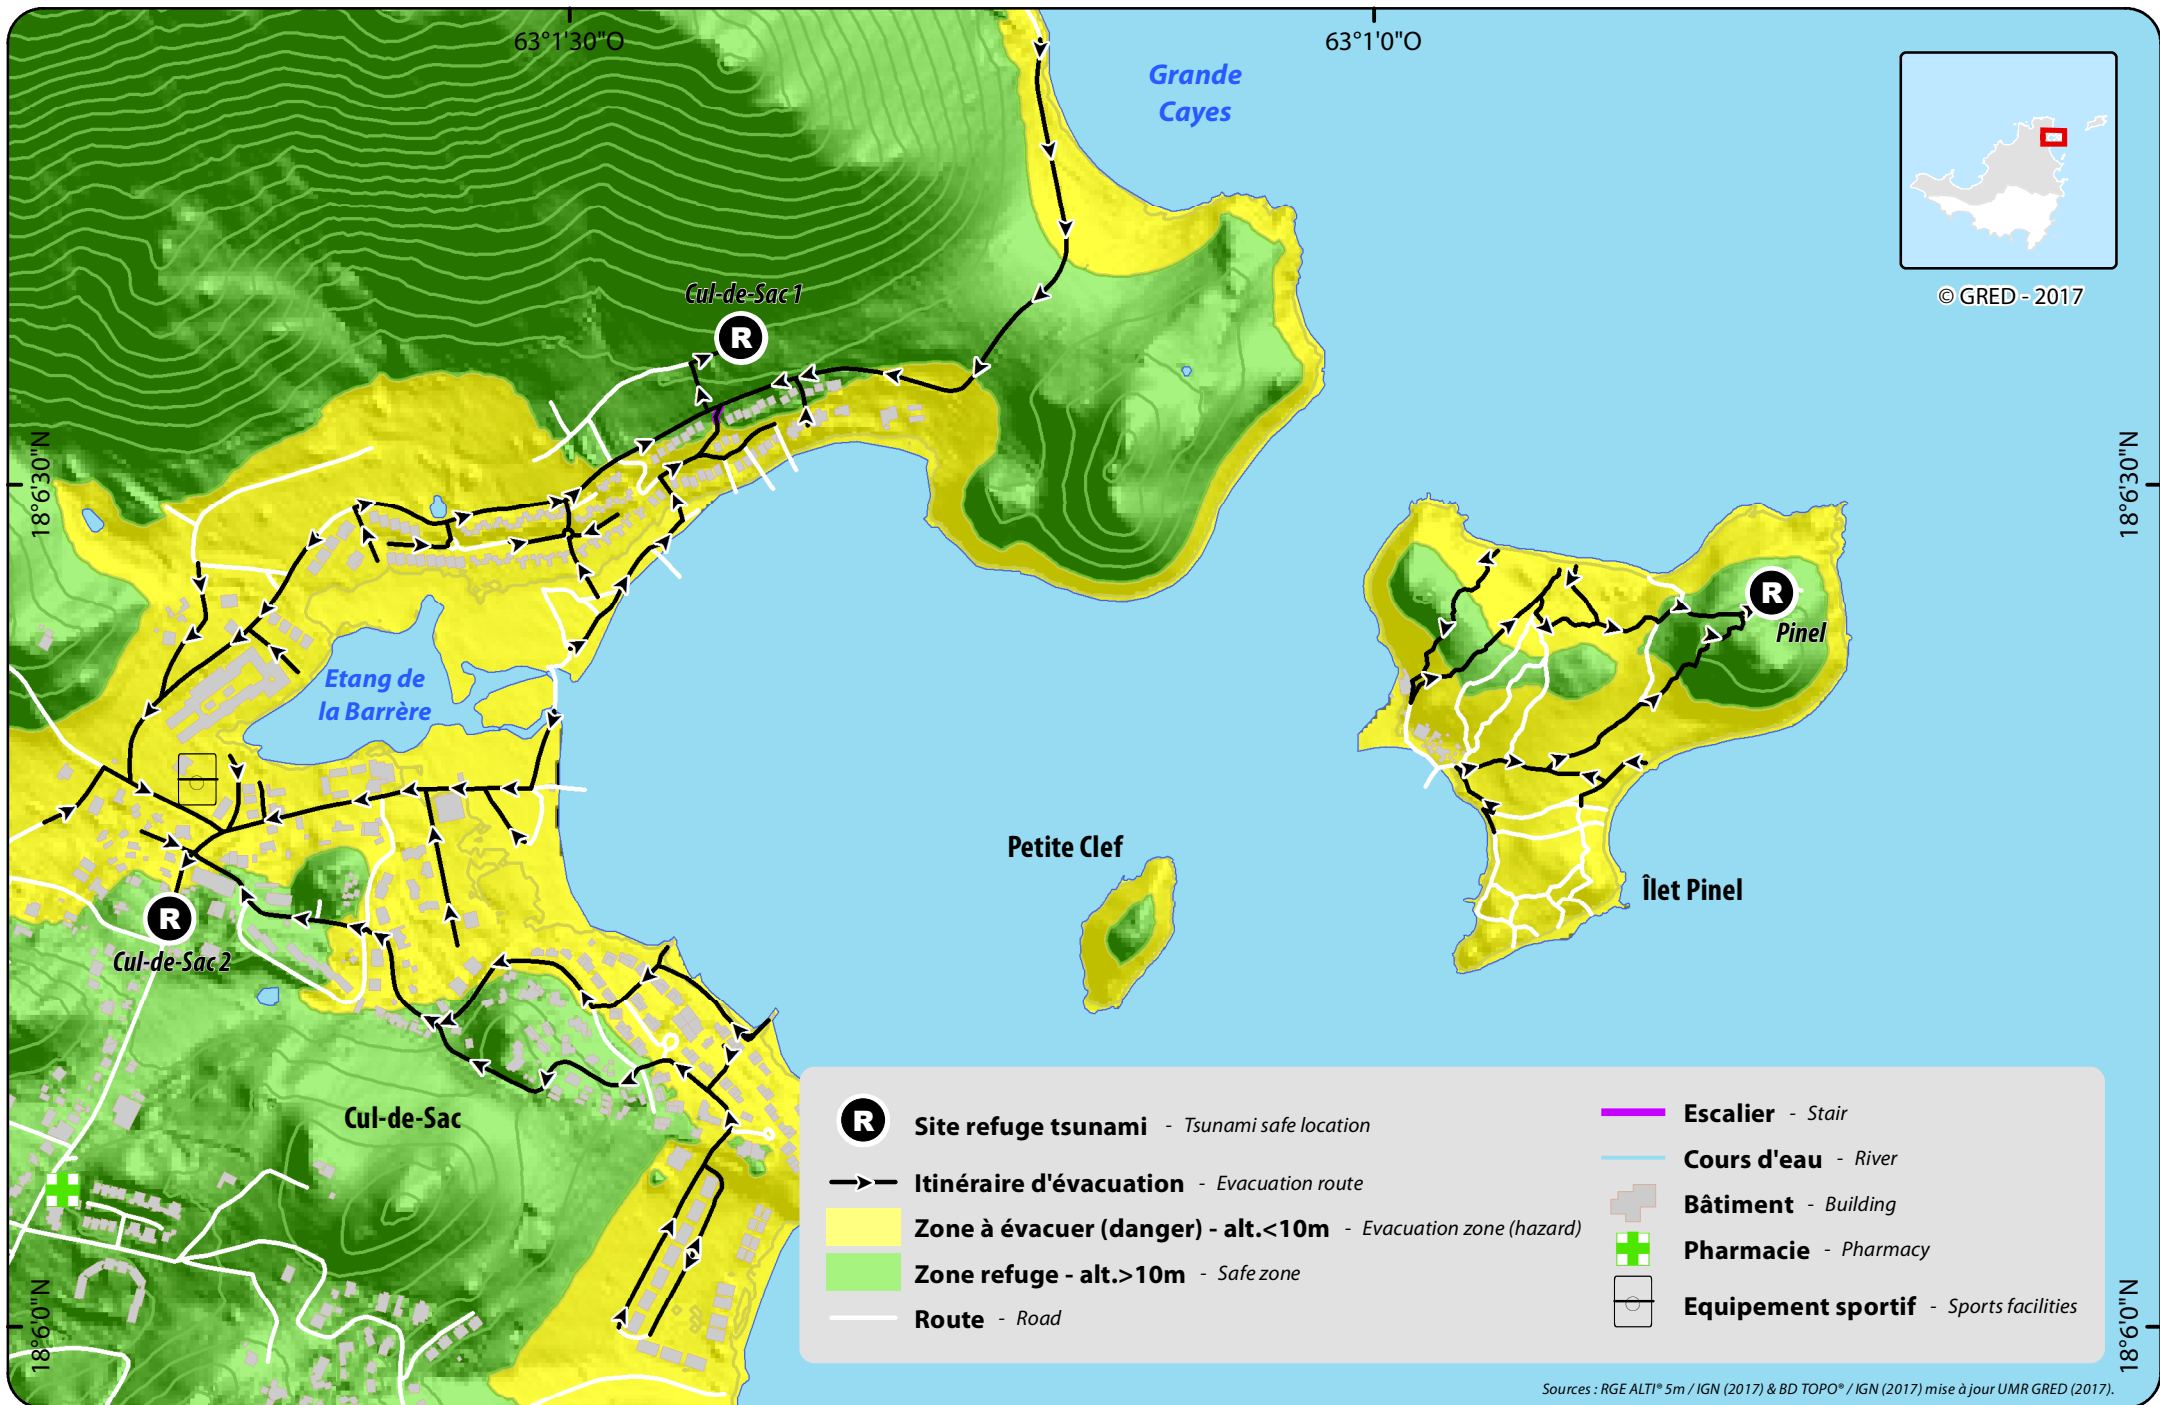 63°1'30"O
63°1'0"O
Grande
Cayes
© GRED - 2017
Cul-de-Sac 1
R
18°6'30"N
18°6'30"N
R
Pinel
Etang de
la Barrère
Petite Clef
Îlet Pinel
R
Cul-de-Sac 2
Cul-de-Sac
18°6'0"N
18°6'0"N
R
Site refuge tsunami - Tsunami safe location
Itinéraire d'évacuation - Evacuation route
Zone à évacuer (danger) - alt.<10m - Evacuation zone (hazard)
Zone refuge - alt.>10m - Safe zone
Route - Road
Escalier - Stair
Cours d'eau - River
Bâtiment - Building
Pharmacie - Pharmacy
Equipement sportif - Sports facilities
Sources : RGE ALTI® 5m / IGN (2017) & BD TOPO® / IGN (2017) mise à jour UMR GRED (2017).